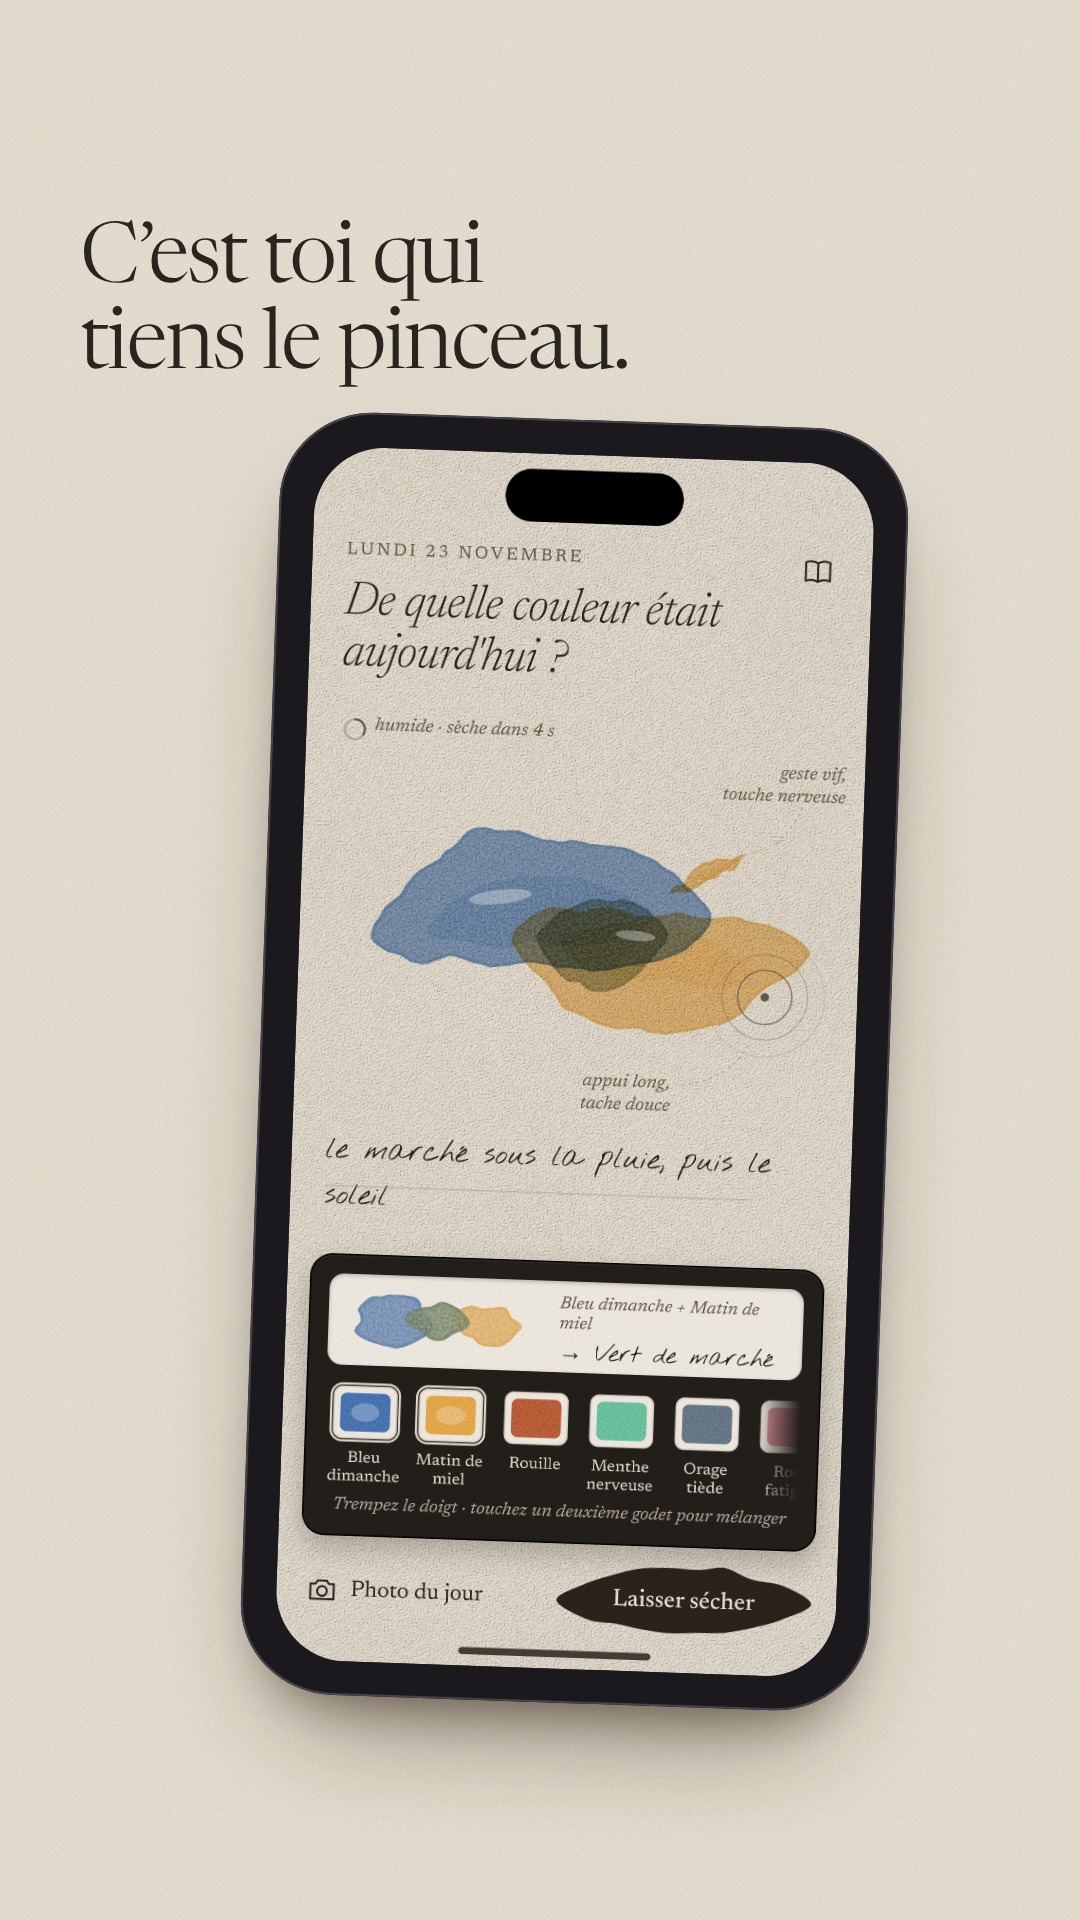 C’est toi qui
tiens le pinceau.
LUNDI 23 NOVEMBRE
De quelle couleur était
aujourd'hui ?
humide · sèche dans 4 s
geste vif,
touche nerveuse
appui long,
tache douce
le marché sous la pluie, puis le
soleil
Bleu dimanche + Matin de
miel
→ Vert de marché
Bleu
dimanche
Matin de
miel
Rouille
Menthe
nerveuse
Orage
tiède
Trempez le doigt · touchez un deuxième godet pour mélanger
Photo du jour
Laisser sécher